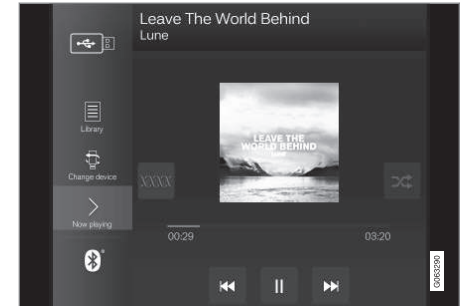 Leave The World Behind
Lune
Library
Change device
Now playing
LEAVE THE
WORLD BEHIND
XXXX
00:29
03:20
G063290